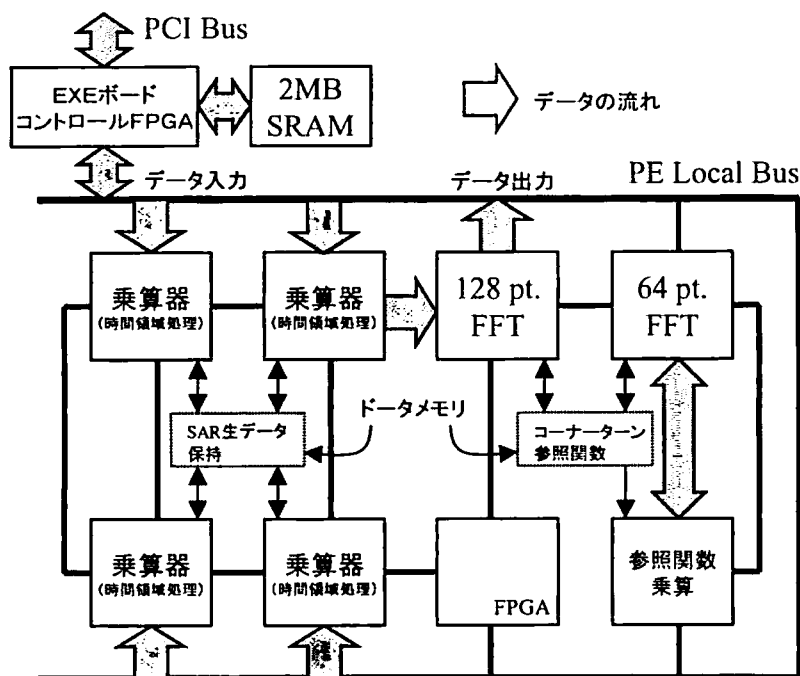 PCI Bus
EXEボード
コントロールFPGA
2MB
SRAM
データの流れ
データ入力
データ出力
PE Local Bus
乗算器
(時間領域処理)
乗算器
(時間領域処理)
128 pt.
FFT
64 pt.
FFT
SAR生データ
保持
データメモリ
コーナーターン
参照関数
乗算器
(時間領域処理)
乗算器
(時間領域処理)
FPGA
参照関数
乗算